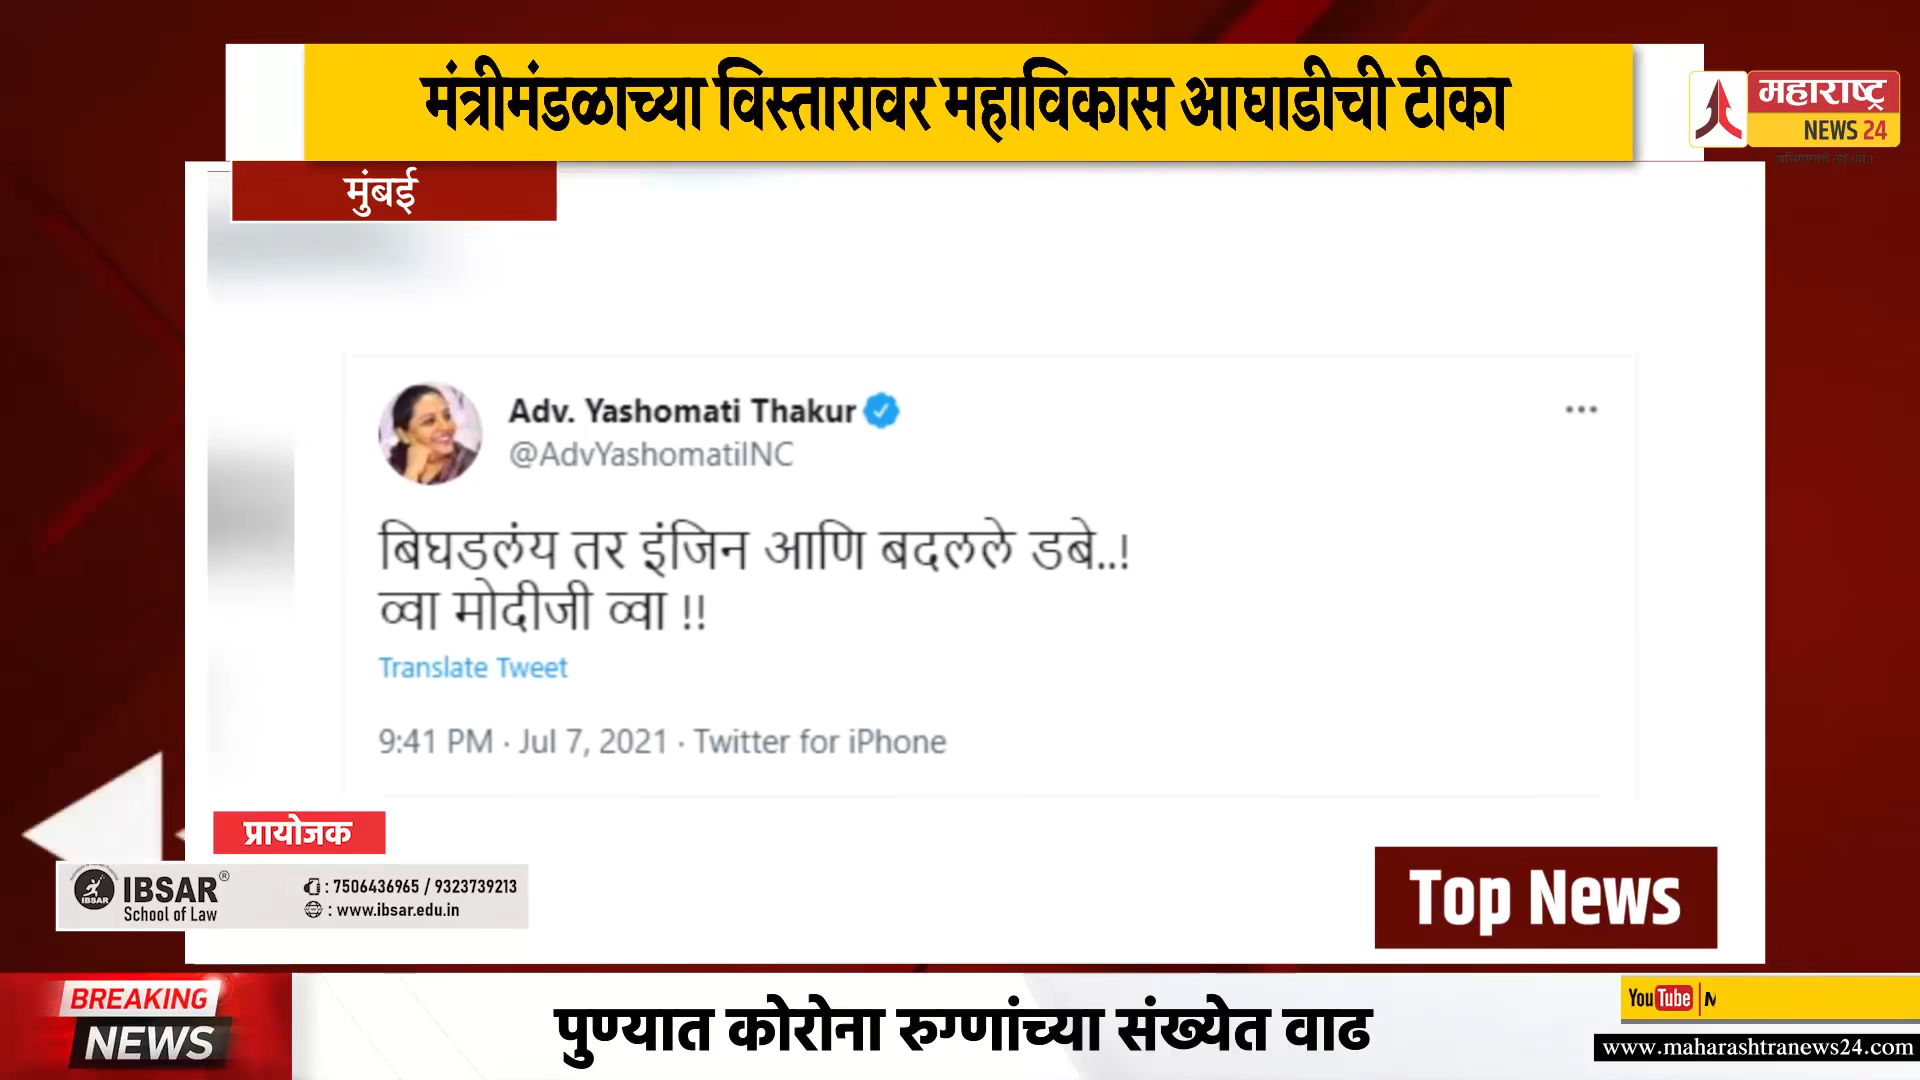 मंत्रीमंडळाच्या विस्तारावर महाविकास आघाडीची टीका
महाराष्ट्र
NEWS 24
मुंबई
Adv. Yashomati Thakur
@AdvYashomatiINC
बिघडलंय तर इंजिन आणि बदलले डबे..!
व्वा मोदीजी व्वा !!
Translate Tweet
9:41 PM · Jul 7, 2021 · Twitter for iPhone
प्रायोजक
IBSAR®
School of Law
IBSAR
: 7506436965 / 9323739213
: www.ibsar.edu.in
Top News
BREAKING
NEWS
पुण्यात कोरोना रुग्णांच्या संख्येत वाढ
YouTube
www.maharashtranews24.com